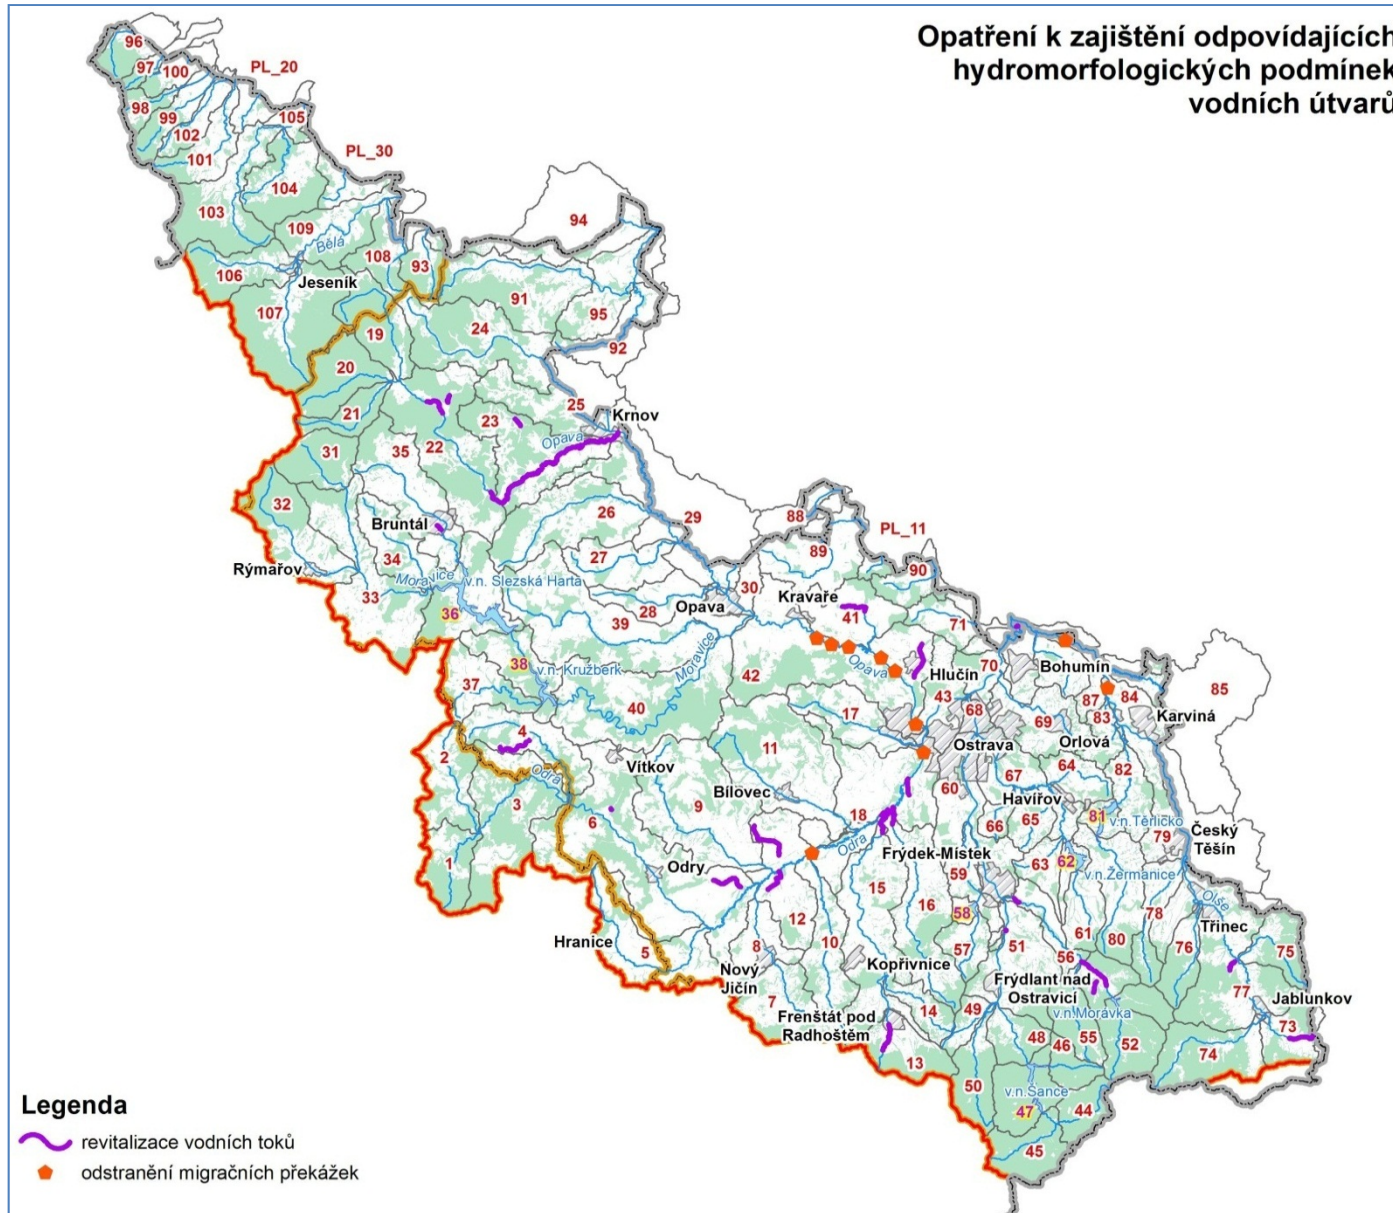 Opatření k zajištění odpovídajících
hydromorfologických podmínek
vodních útvarů
96
97
100
PL_20
98
99
102
105
101
PL_30
104
103
94
109
Bělá
108
93
106
Jeseník
107
91
95
24
19
92
20
25
21
Krnov
23
Opava
22
35
31
32
26
29
88
Bruntál
PL_11
89
27
34
90
Rýmařov
Moravice
v.n. Slezská Harta
30
Kravaře
33
28
Opava
36
41
71
39
Moravice
Opava
38
v.n. Kružberk
Hlučín
70
Bohumín
37
42
40
43
87
84
85
17
68
83
Karviná
4
69
Ostrava
Orlová
2
11
Vítkov
64
82
Odra
67
3
Bílovec
60
Havířov
9
18
81
v.n.Těrličko
6
66
65
Odra
79
Český
Těšín
Frýdek-Místek
63
62
1
Odry
59
v.n.Žermanice
15
Olše
16
58
78
12
Třinec
61
80
Hranice
8
10
57
51
76
75
5
56
Nový
Jičín
Kopřivnice
Frýdlant nad
Ostravicí
77
Jablunkov
7
Frenštát pod
Radhoštěm
14
49
v.n.Morávka
73
48
46
55
52
74
13
50
v.n.Šance
47
44
45
Legenda
revitalizace vodních toků
odstranění migračních překážek